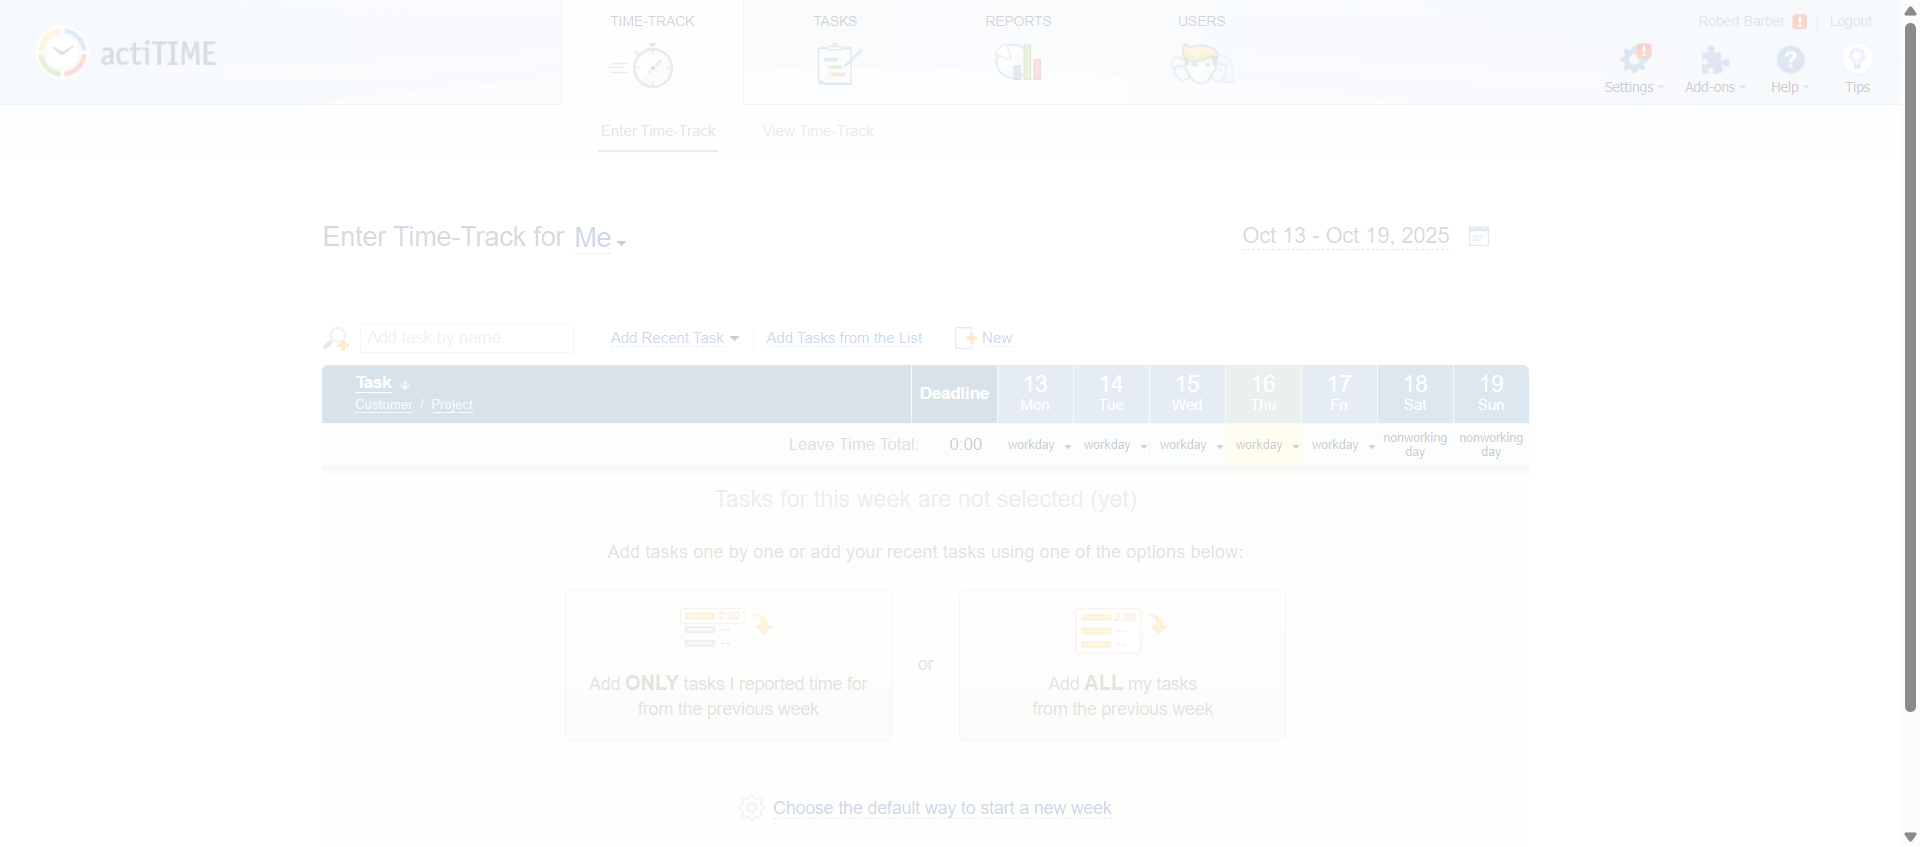 TIME-TRACK
TASKS
REPORTS
USERS
Robert Barber ! | Logout
actiTIME
Settings
Add-ons
Help
Tips
Enter Time-Track
View Time-Track
Enter Time-Track for Me
Oct 13 - Oct 19, 2025
Add task by name
Add Recent Task
Add Tasks from the List
New
Task
Customer / Project
Deadline
13 Mon
14 Tue
15 Wed
16 Thu
17 Fri
18 Sat
19 Sun
Leave Time Total: 0:00
workday
workday
workday
workday
workday
nonworking day
nonworking day
Tasks for this week are not selected (yet)
Add tasks one by one or add your recent tasks using one of the options below:
2:00
--
--
Add ONLY tasks I reported time for
from the previous week
or
2:00
--
--
Add ALL my tasks
from the previous week
Choose the default way to start a new week